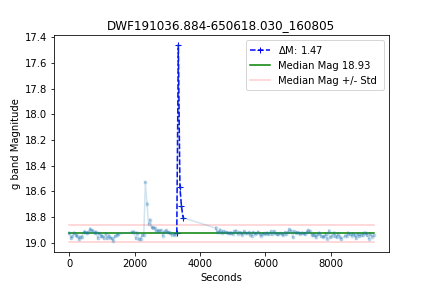 DWF191036.884-650618.030_160805
ΔM: 1.47
Median Mag 18.93
Median Mag +/- Std
g band Magnitude
17.4
17.6
17.8
18.0
18.2
18.4
18.6
18.8
19.0
0 2000 4000 6000 8000
Seconds